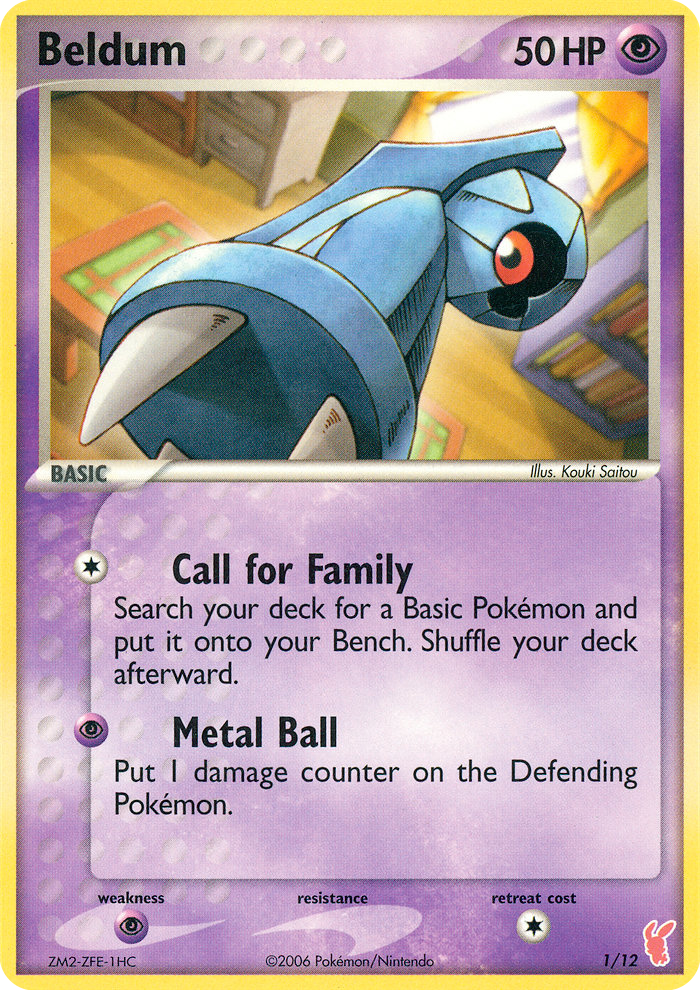 Beldum
50 HP
BASIC
Illus. Kouki Saitou
Call for Family
Search your deck for a Basic Pokémon and
put it onto your Bench. Shuffle your deck
afterward.
Metal Ball
Put 1 damage counter on the Defending
Pokémon.
weakness
resistance
retreat cost
ZM2-ZFE-1HC
©2006 Pokémon/Nintendo
1/12